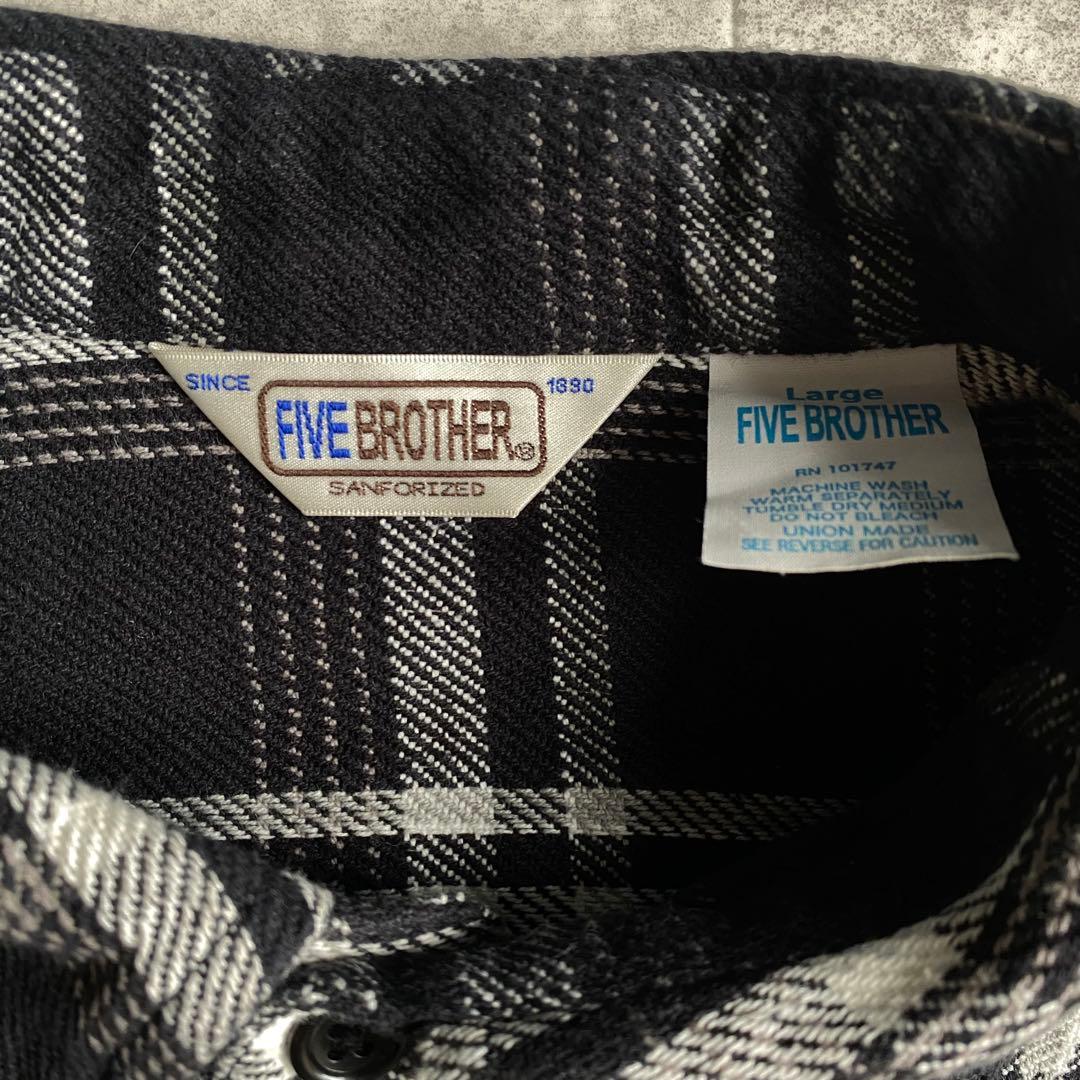 SINCE 1890
FIVE BROTHER®
SANFORIZED
Large
FIVE BROTHER
RN 101747
MACHINE WASH
WARM SEPARATELY
TUMBLE DRY MEDIUM
DO NOT BLEACH
UNION MADE
SEE REVERSE FOR CAUTION